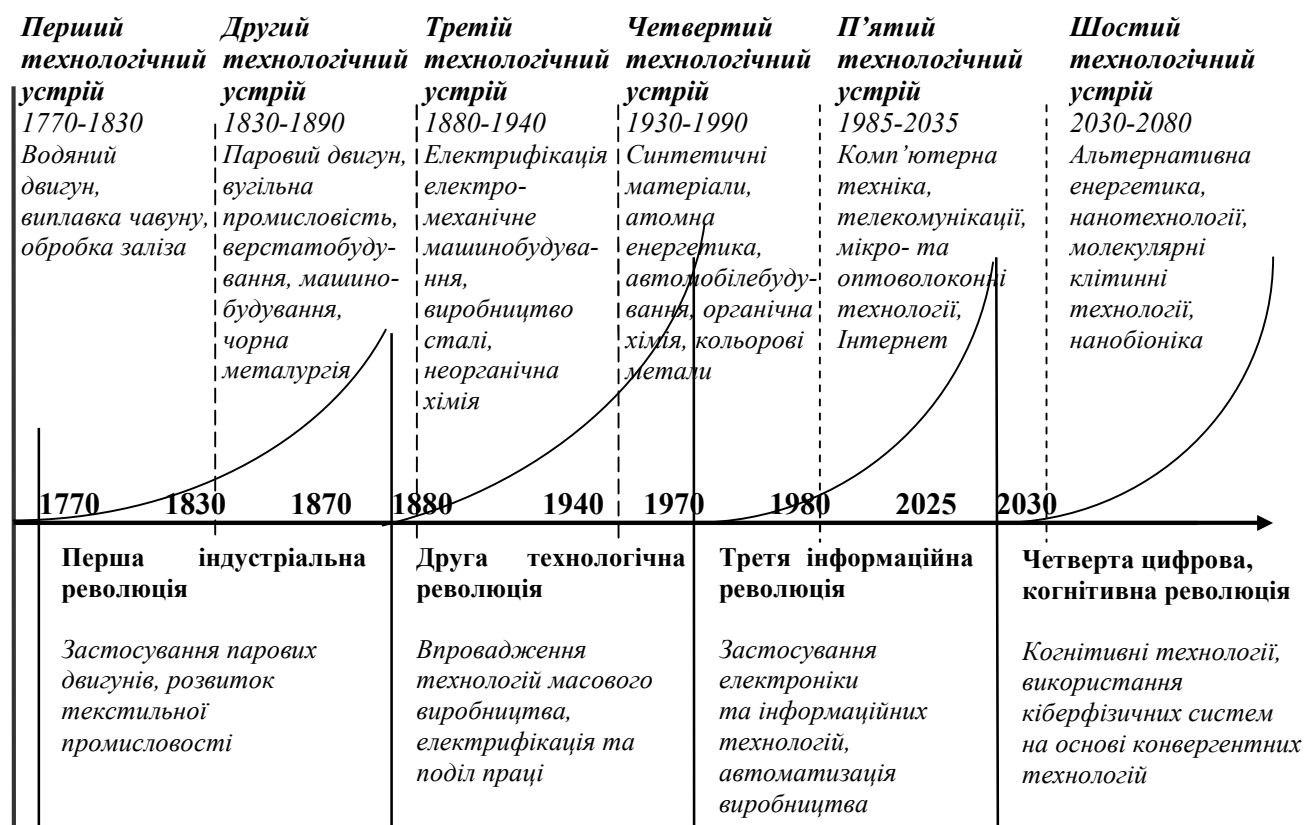 Перший
технологічний
устрій
1770-1830
Водяний
двигун,
виплавка чавуну,
обробка заліза
Другий
технологічний
устрій
1830-1890
Паровий двигун,
вугільна
промисловість,
верстатобуду-
вання, машино-
будування,
чорна
металургія
Третій
технологічний
устрій
1880-1940
Електрифікація
електро-
механічне
машинобудува-
ння,
виробництво
сталі,
неорганічна
хімія
Четвертий
технологічний
устрій
1930-1990
Синтетичні
матеріали,
атомна
енергетика,
автомобілебуду-
вання, органічна
хімія, кольорові
метали
П’ятий
технологічний
устрій
1985-2035
Комп’ютерна
техніка,
телекомунікації,
мікро- та
оптоволоконні
технології,
Інтернет
Шостий
технологічний
устрій
2030-2080
Альтернативна
енергетика,
нанотехнології,
молекулярні
клітинні
технології,
нанобіоніка
1770 1830 1870 1880 1940 1970 1980 2025 2030
Перша індустріальна
революція
Застосування парових
двигунів, розвиток
текстильної
промисловості
Друга технологічна
революція
Впровадження
технологій масового
виробництва,
електрифікація та
поділ праці
Третя інформаційна
революція
Застосування
електроніки
та інформаційних
технологій,
автоматизація
виробництва
Четверта цифрова,
когнітивна революція
Когнітивні технології,
використання
кіберфізичних систем
на основі конвергентних
технологій